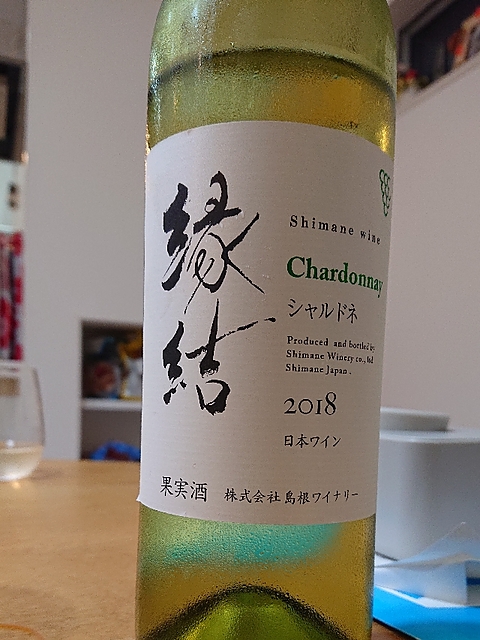 縁結
Shimane wine
Chardonnay
シャルドネ
Produced and bottled by
Shimane Winery co., ltd
Shimane Japan.
2018
日本ワイン
果実酒 株式会社 島根ワイナリー